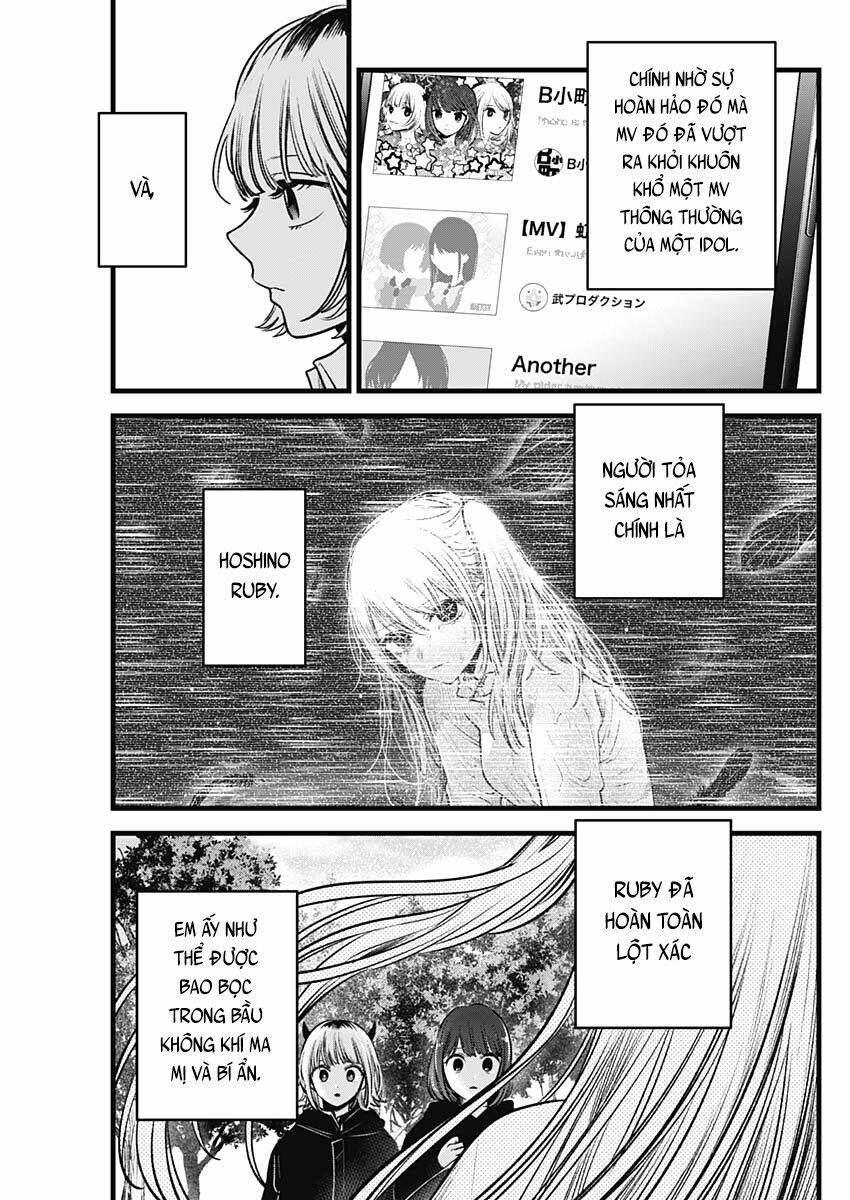 CHÍNH NHỜ SỰ
HOÀN HẢO ĐÓ MÀ
MV ĐÓ ĐÃ VƯỢT
RA KHỎI KHUÔN
KHỔ MỘT MV
THÔNG THƯỜNG
CỦA MỘT IDOL.
B小町
B小
【MV】虹
武プロダクション
Another
VÀ,
NGƯỜI TỎA
SÁNG NHẤT
CHÍNH LÀ
HOSHINO
RUBY.
RUBY ĐÃ
HOÀN TOÀN
LỘT XÁC
EM ẤY NHƯ
THỂ ĐƯỢC
BAO BỌC
TRONG BẦU
KHÔNG KHÍ MA
MỊ VÀ BÍ ẨN.